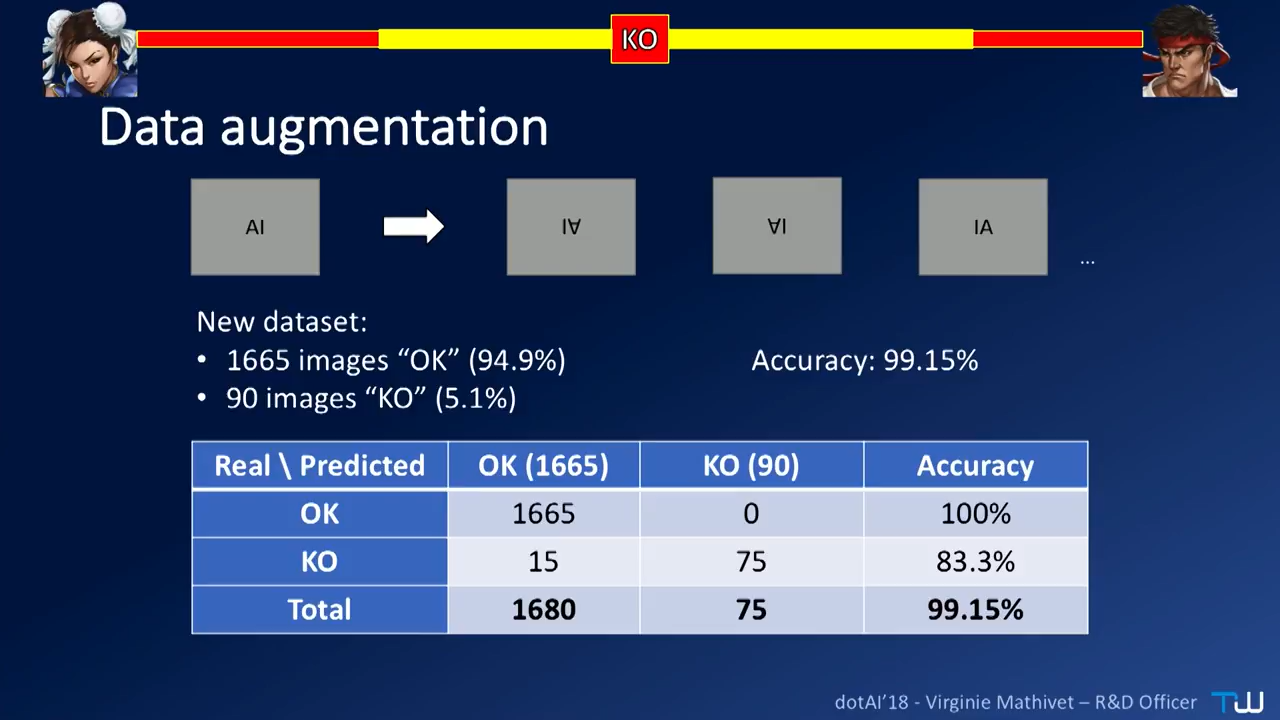 KO
Data augmentation
AI
I∀
∀I
IA
...
New dataset:
• 1665 images “OK” (94.9%)
• 90 images “KO” (5.1%)
Accuracy: 99.15%
Real \ Predicted OK (1665) KO (90) Accuracy
OK 1665 0 100%
KO 15 75 83.3%
Total 1680 75 99.15%
dotAI’18 - Virginie Mathivet – R&D Officer TW